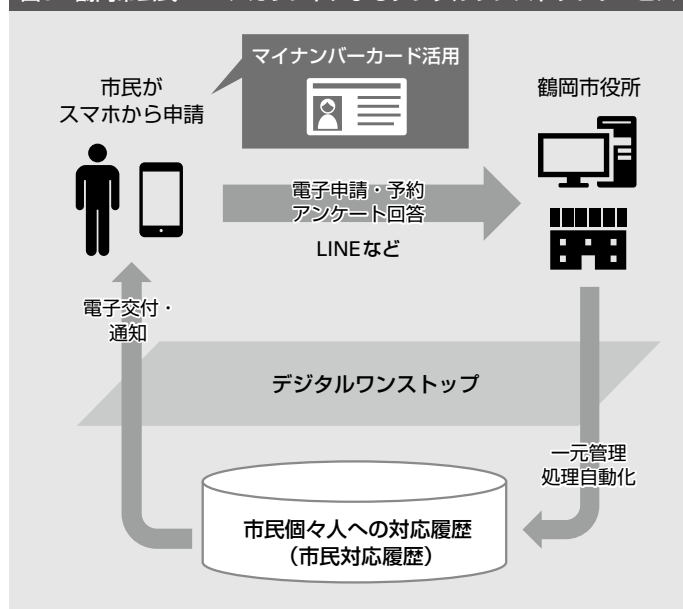 マイナンバーカード活用
市民が
スマホから申請
鶴岡市役所
電子申請・予約
アンケート回答
LINEなど
電子交付・
通知
デジタルワンストップ
一元管理
処理自動化
市民個々人への対応履歴
(市民対応履歴)